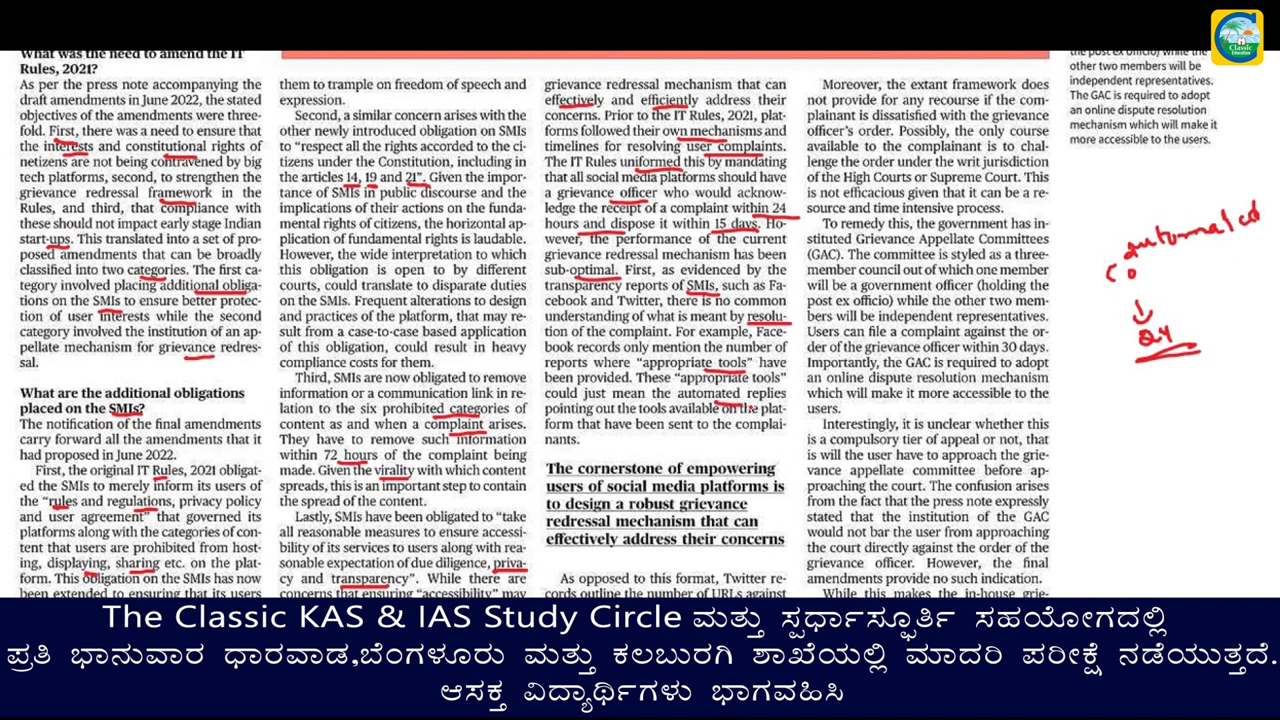 What was the need to amend the IT
Rules, 2021?
As per the press note accompanying the
draft amendments in June 2022, the stated
objectives of the amendments were three-
fold. First, there was a need to ensure that
the interests and constitutional rights of
netizens are not being contravened by big
tech platforms, second, to strengthen the
grievance redressal framework in the
Rules, and third, that compliance with
these should not impact early stage Indian
start-ups. This translated into a set of pro-
posed amendments that can be broadly
classified into two categories. The first ca-
tegory involved placing additional obliga-
tions on the SMIs to ensure better protec-
tion of user interests while the second
category involved the institution of an ap-
pellate mechanism for grievance redres-
sal.
What are the additional obligations
placed on the SMIs?
The notification of the final amendments
carry forward all the amendments that it
had proposed in June 2022.
First, the original IT Rules, 2021 obligat-
ed the SMIs to merely inform its users of
the “rules and regulations, privacy policy
and user agreement” that governed its
platforms along with the categories of con-
tent that users are prohibited from host-
ing, displaying, sharing etc. on the plat-
form. This obligation on the SMIs has now
been extended to ensuring that its users
them to trample on freedom of speech and
expression.
Second, a similar concern arises with the
other newly introduced obligation on SMIs
to “respect all the rights accorded to the ci-
tizens under the Constitution, including in
the articles 14, 19 and 21”. Given the impor-
tance of SMIs in public discourse and the
implications of their actions on the funda-
mental rights of citizens, the horizontal ap-
plication of fundamental rights is laudable.
However, the wide interpretation to which
this obligation is open to by different
courts, could translate to disparate duties
on the SMIs. Frequent alterations to design
and practices of the platform, that may re-
sult from a case-to-case based application
of this obligation, could result in heavy
compliance costs for them.
Third, SMIs are now obligated to remove
information or a communication link in re-
lation to the six prohibited categories of
content as and when a complaint arises.
They have to remove such information
within 72 hours of the complaint being
made. Given the virality with which content
spreads, this is an important step to contain
the spread of the content.
Lastly, SMIs have been obligated to “take
all reasonable measures to ensure accessi-
bility of its services to users along with rea-
sonable expectation of due diligence, priva-
cy and transparency”. While there are
concerns that ensuring “accessibility” may
grievance redressal mechanism that can
effectively and efficiently address their
concerns. Prior to the IT Rules, 2021, plat-
forms followed their own mechanisms and
timelines for resolving user complaints.
The IT Rules uniformed this by mandating
that all social media platforms should have
a grievance officer who would acknow-
ledge the receipt of a complaint within 24
hours and dispose it within 15 days. Ho-
wever, the performance of the current
grievance redressal mechanism has been
sub-optimal. First, as evidenced by the
transparency reports of SMIs, such as Fa-
cebook and Twitter, there is no common
understanding of what is meant by resolu-
tion of the complaint. For example, Face-
book records only mention the number of
reports where “appropriate tools” have
been provided. These “appropriate tools”
could just mean the automated replies
pointing out the tools available on the plat-
form that have been sent to the complai-
nants.
The cornerstone of empowering
users of social media platforms is
to design a robust grievance
redressal mechanism that can
effectively address their concerns
As opposed to this format, Twitter re-
cords outline the number of URLs against
Moreover, the extant framework does
not provide for any recourse if the com-
plainant is dissatisfied with the grievance
officer’s order. Possibly, the only course
available to the complainant is to chal-
lenge the order under the writ jurisdiction
of the High Courts or Supreme Court. This
is not efficacious given that it can be a re-
source and time intensive process.
To remedy this, the government has in-
stituted Grievance Appellate Committees
(GAC). The committee is styled as a three-
member council out of which one member
will be a government officer (holding the
post ex officio) while the other two mem-
bers will be independent representatives.
Users can file a complaint against the or-
der of the grievance officer within 30 days.
Importantly, the GAC is required to adopt
an online dispute resolution mechanism
which will make it more accessible to the
users.
Interestingly, it is unclear whether this
is a compulsory tier of appeal or not, that
is will the user have to approach the grie-
vance appellate committee before ap-
proaching the court. The confusion arises
from the fact that the press note expressly
stated that the institution of the GAC
would not bar the user from approaching
the court directly against the order of the
grievance officer. However, the final
amendments provide no such indication.
While this makes the in-house grie-
the post ex officio) while the
other two members will be
independent representatives.
The GAC is required to adopt
an online dispute resolution
mechanism which will make it
more accessible to the users.
automated
24
Classic
Education
The Classic KAS & IAS Study Circle ಮತ್ತು ಸ್ಪರ್ಧಾಸ್ಫೂರ್ತಿ ಸಹಯೋಗದಲ್ಲಿ
ಪ್ರತಿ ಭಾನುವಾರ ಧಾರವಾಡ,ಬೆಂಗಳೂರು ಮತ್ತು ಕಲಬುರಗಿ ಶಾಖೆಯಲ್ಲಿ ಮಾದರಿ ಪರೀಕ್ಷೆ ನಡೆಯುತ್ತದೆ.
ಆಸಕ್ತ ವಿದ್ಯಾರ್ಥಿಗಳು ಭಾಗವಹಿಸಿ